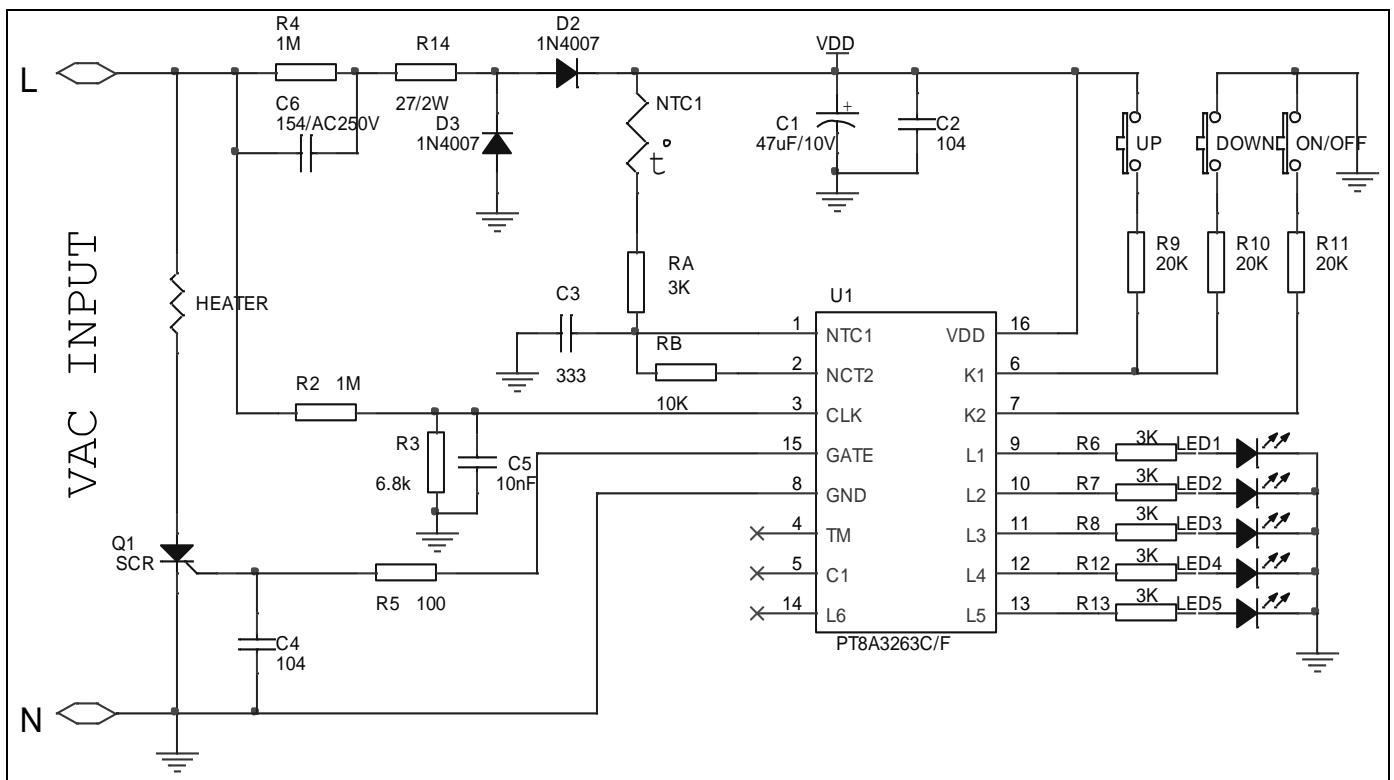 R4
1M
R14
D2
1N4007
VDD
L
C6
154/AC250V
27/2W
D3
1N4007
NTC1
t°
C1
47uF/10V
+
C2
104
UP
DOWN
ON/OFF
R9
20K
R10
20K
R11
20K
VAC INPUT
HEATER
RA
3K
C3
333
RB
10K
R2 1M
R3
6.8k
C5
10nF
U1
1 NTC1
2 NCT2
3 CLK
15 GATE
8 GND
4 TM
5 C1
14 L6
VDD 16
K1 6
K2 7
L1 9 R6 3K LED1
L2 10 R7 3K LED2
L3 11 R8 3K LED3
L4 12 R12 3K LED4
L5 13 R13 3K LED5
PT8A3263C/F
Q1
SCR
R5 100
C4
104
N